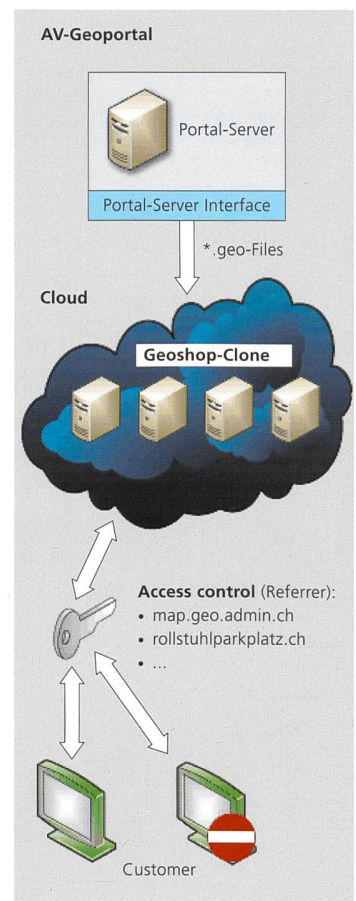 AV-Geoportal
Portal-Server
Portal-Server Interface
*.geo-Files
Cloud
Geoshop-Clone
Access control (Referrer):
• map.geo.admin.ch
• rollstuhlparkplatz.ch
• ...
Customer